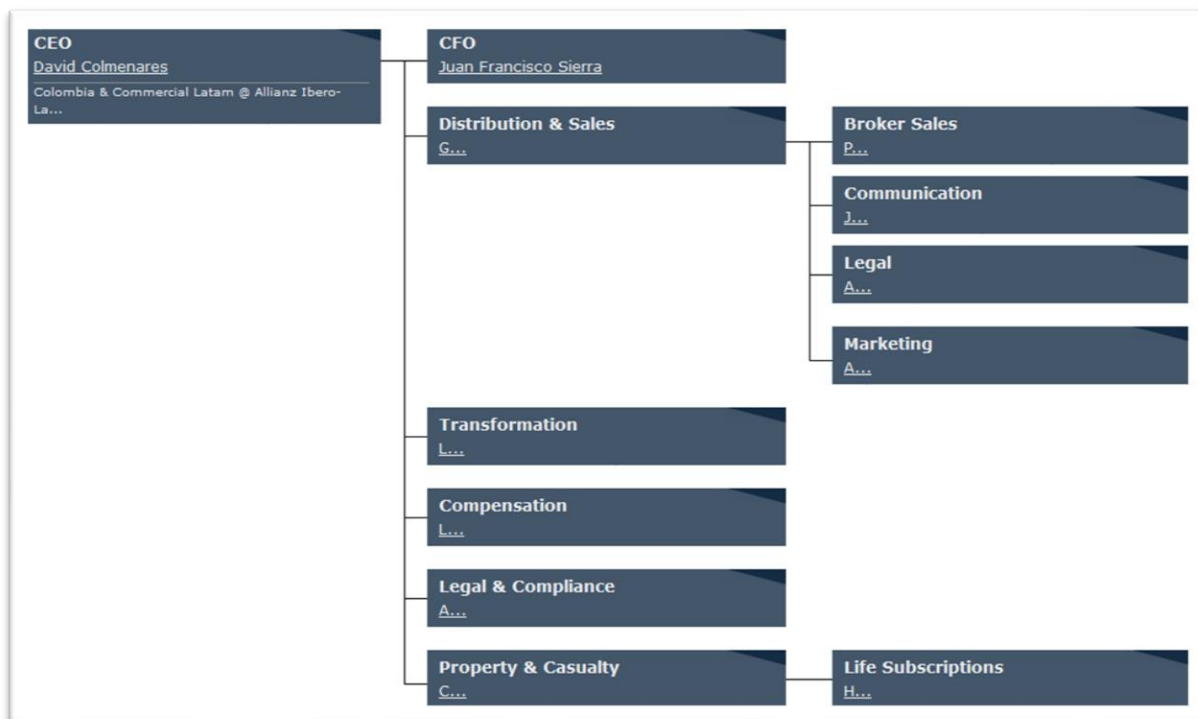 CEO
David Colmenares
Colombia & Commercial Latam @ Allianz Ibero-
La...
CFO
Juan Francisco Sierra
Distribution & Sales
G...
Broker Sales
P...
Communication
J...
Legal
A...
Marketing
A...
Transformation
L...
Compensation
L...
Legal & Compliance
A...
Property & Casualty
C...
Life Subscriptions
H...